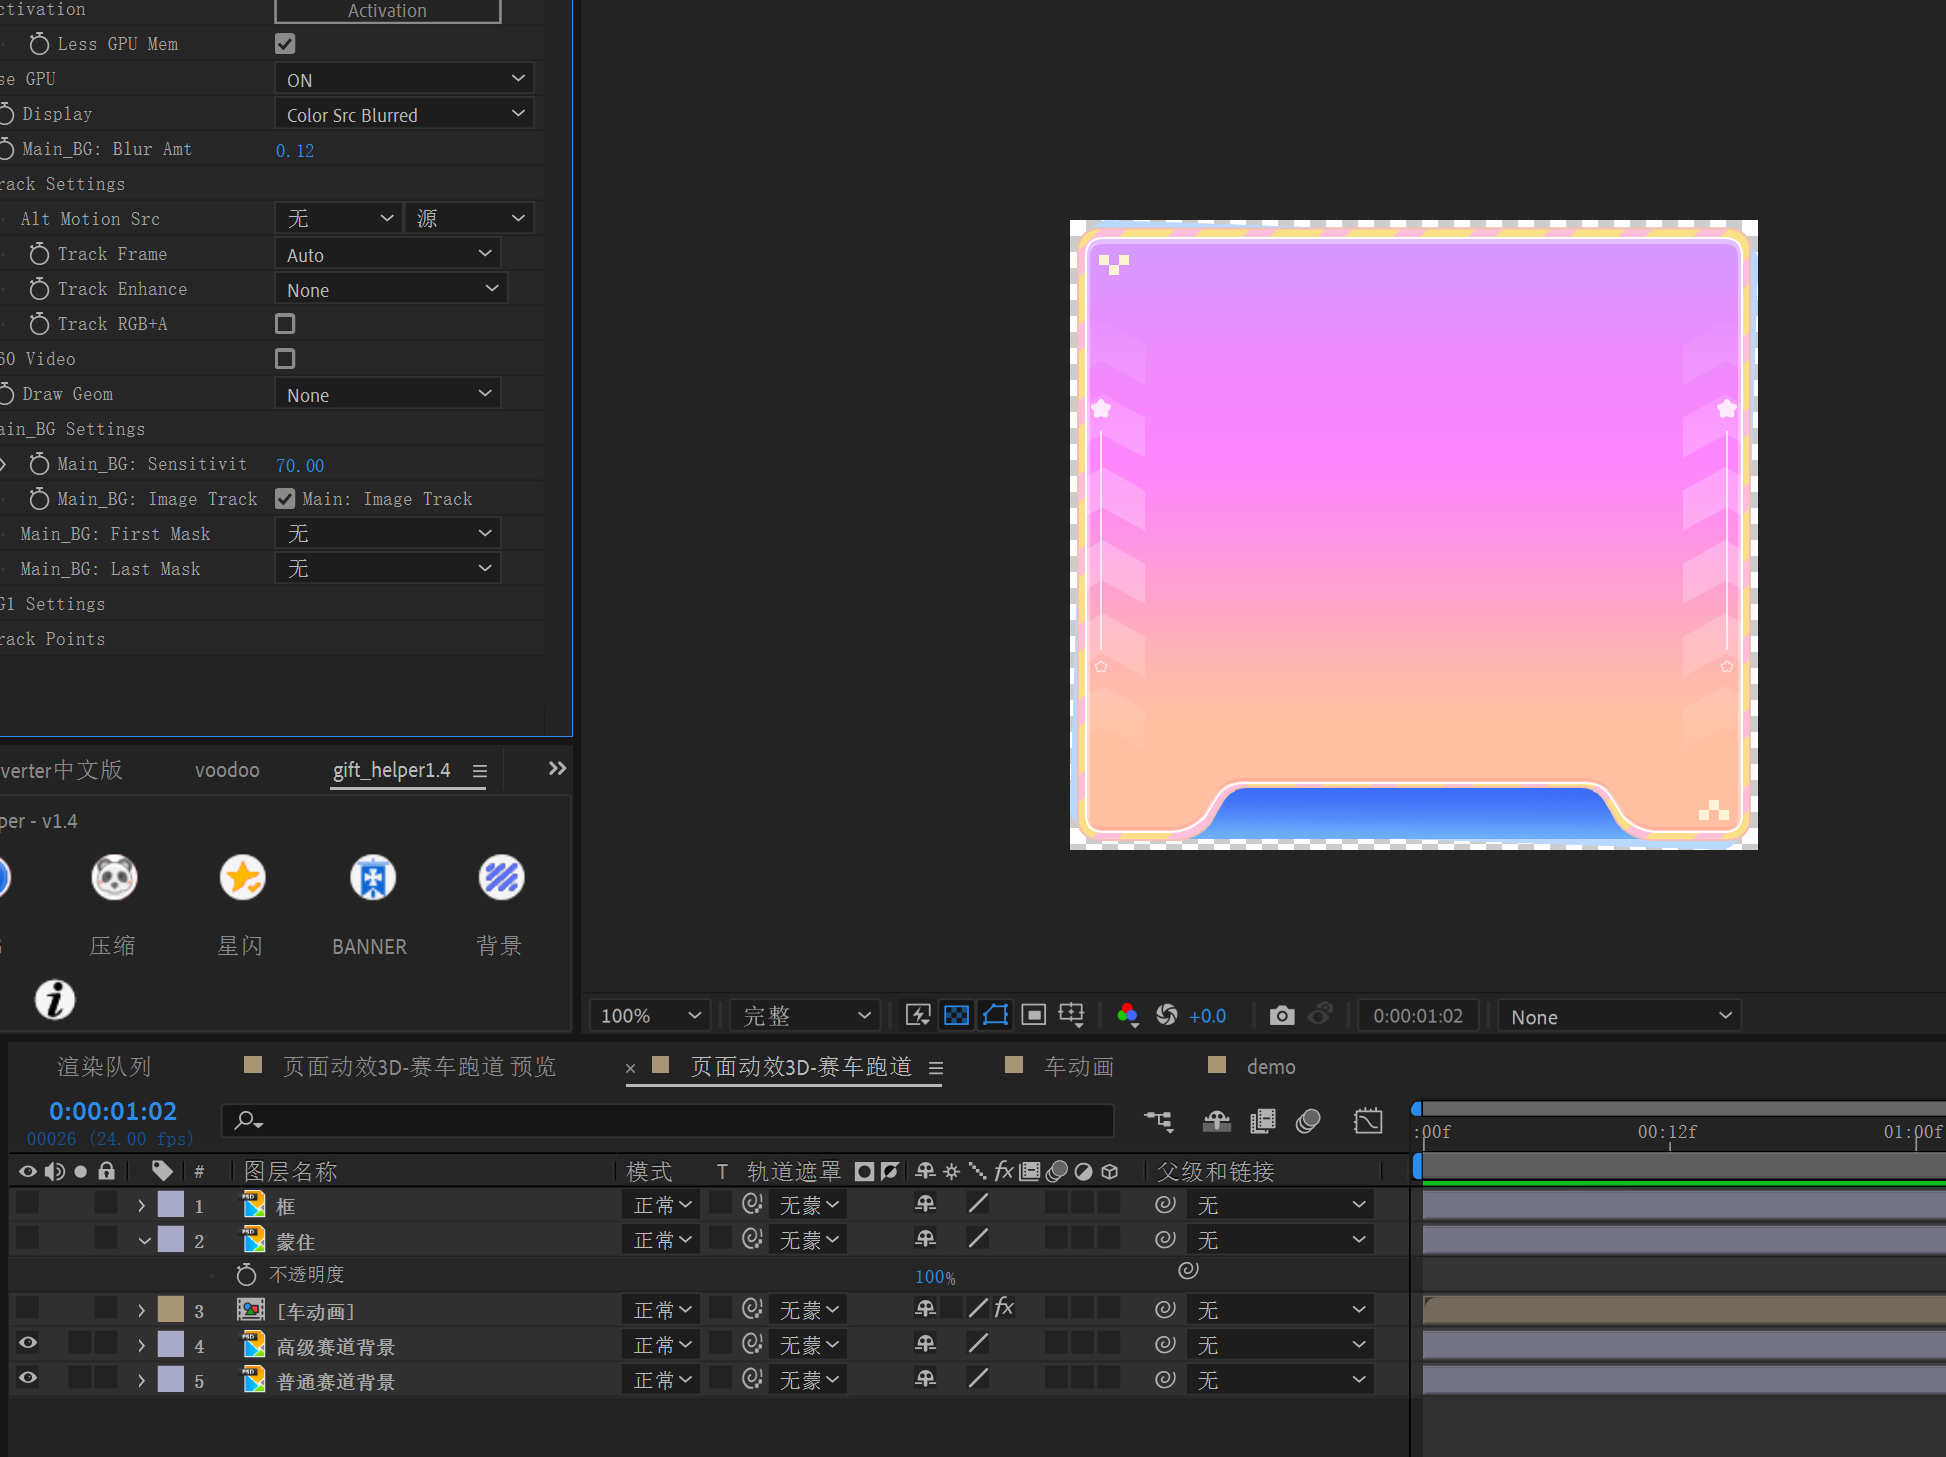 ctivation Activation
Less GPU Mem
se GPU ON
Display Color Src Blurred
Main_BG: Blur Amt 0.12
rack Settings
Alt Motion Src 无 源
Track Frame Auto
Track Enhance None
Track RGB+A
60 Video
Draw Geom None
ain_BG Settings
Main_BG: Sensitivit 70.00
Main_BG: Image Track Main: Image Track
Main_BG: First Mask 无
Main_BG: Last Mask 无
G1 Settings
rack Points
verter中文版 voodoo gift_helper1.4
per - v1.4
压缩 星闪 BANNER 背景
100% 完整 +0.0 0:00:01:02 None
渲染队列 页面动效3D-赛车跑道 预览 × 页面动效3D-赛车跑道 车动画 demo
0:00:01:02
00026 (24.00 fps)
:00f 00:12f 01:00f
# 图层名称 模式 T 轨道遮罩 fx 父级和链接
1 PSD 框 正常 无蒙 无
2 PSD 蒙住 正常 无蒙 无
不透明度 100%
3 [车动画] 正常 无蒙 fx 无
4 PSD 高级赛道背景 正常 无蒙 无
5 PSD 普通赛道背景 正常 无蒙 无